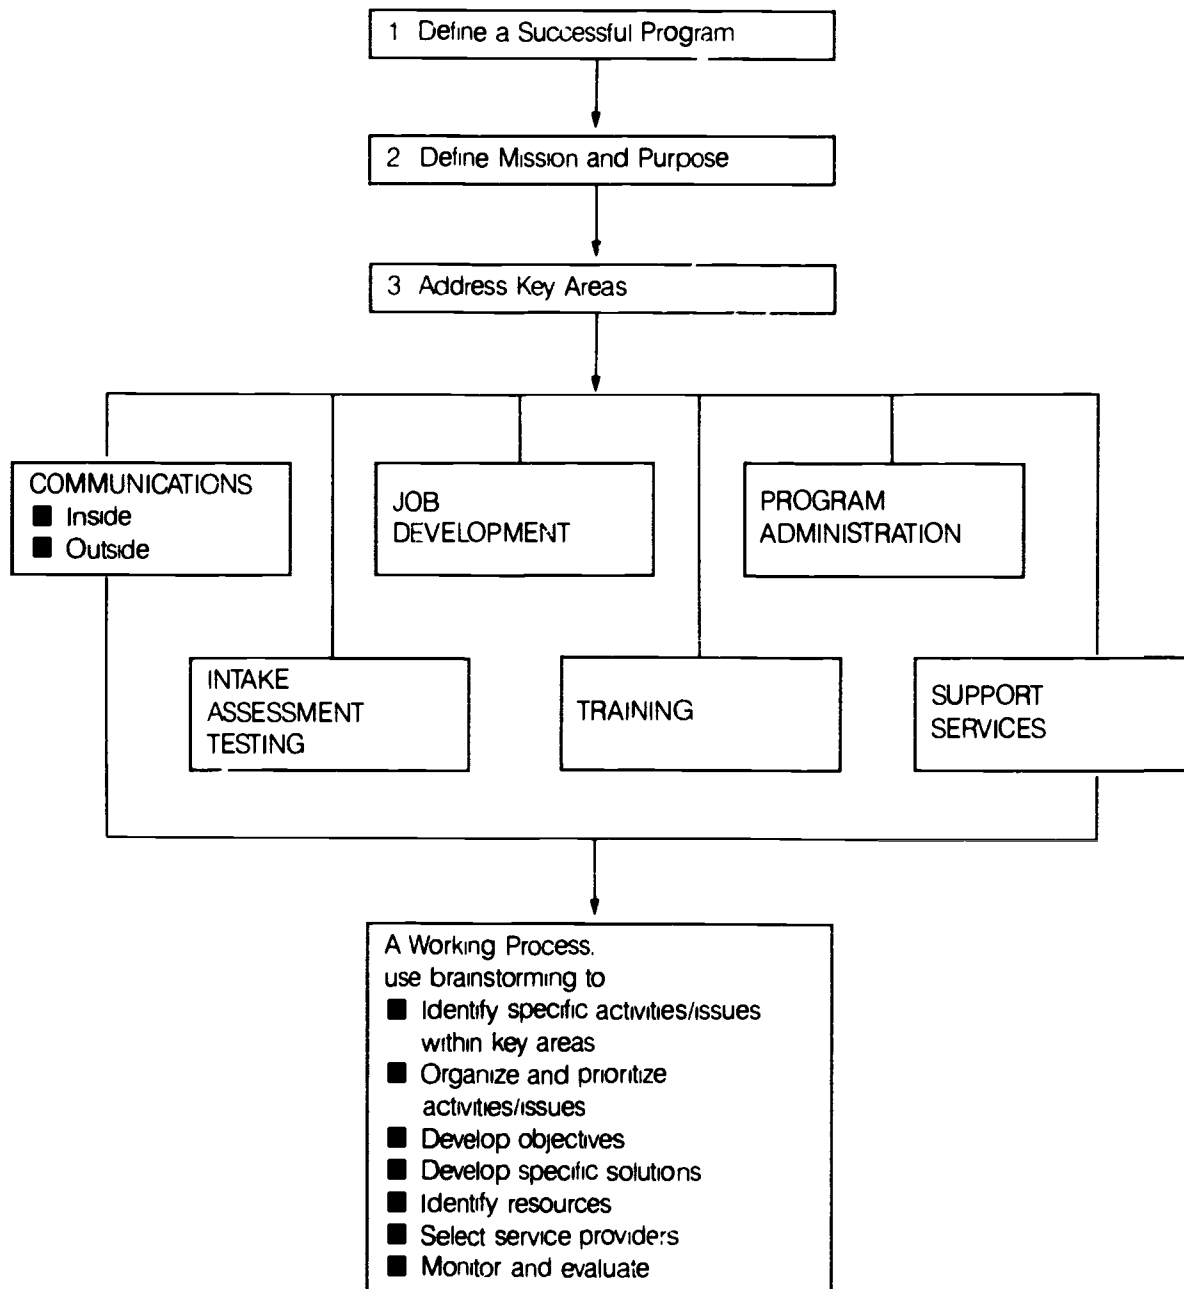 1 Define a Successful Program
2 Define Mission and Purpose
3 Address Key Areas
COMMUNICATIONS
■ Inside
■ Outside
JOB
DEVELOPMENT
PROGRAM
ADMINISTRATION
INTAKE
ASSESSMENT
TESTING
TRAINING
SUPPORT
SERVICES
A Working Process.
use brainstorming to
■ Identify specific activities/issues
within key areas
■ Organize and prioritize
activities/issues
■ Develop objectives
■ Develop specific solutions
■ Identify resources
■ Select service providers
■ Monitor and evaluate